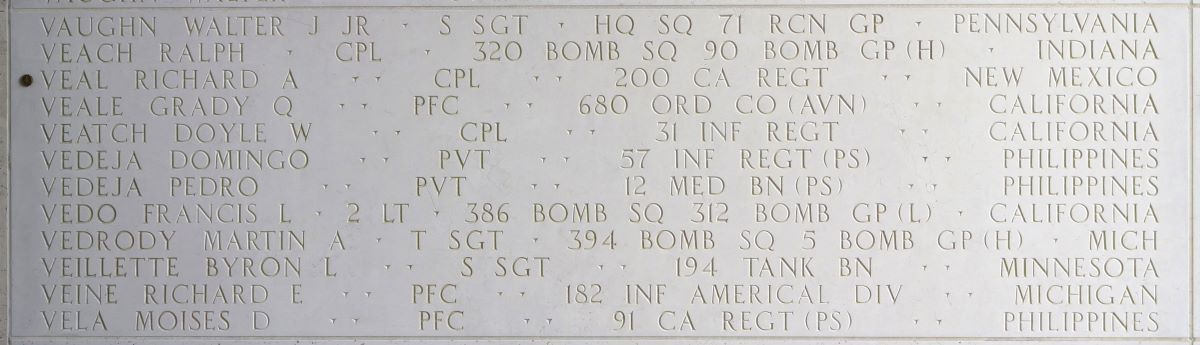 VAUGHN WALTER J JR · S SGT · HQ SQ 71 RCN GP · PENNSYLVANIA
VEACH RALPH · CPL · 320 BOMB SQ 90 BOMB GP (H) · INDIANA
VEAL RICHARD A · · CPL · · 200 CA REGT · · NEW MEXICO
VEALE GRADY Q · · PFC · · 680 ORD CO (AVN) · · CALIFORNIA
VEATCH DOYLE W · · CPL · · 31 INF REGT · · CALIFORNIA
VEDEJA DOMINGO · · PVT · · 57 INF REGT (PS) · · PHILIPPINES
VEDEJA PEDRO · · PVT · · 12 MED BN (PS) · · PHILIPPINES
VEDO FRANCIS L · 2 LT · 386 BOMB SQ 312 BOMB GP (L) · CALIFORNIA
VEDRODY MARTIN A · T SGT · 394 BOMB SQ 5 BOMB GP (H) · MICH
VEILLETTE BYRON L · · S SGT · · 194 TANK BN · · MINNESOTA
VEINE RICHARD E · · PFC · · 182 INF AMERICAL DIV · · MICHIGAN
VELA MOISES D · · PFC · · 91 CA REGT (PS) · · PHILIPPINES